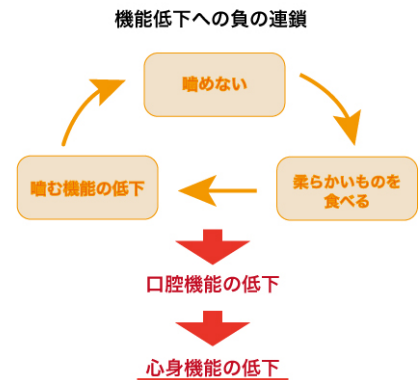 機能低下への負の連鎖
噛めない
柔らかいものを
食べる
噛む機能の低下
口腔機能の低下
心身機能の低下